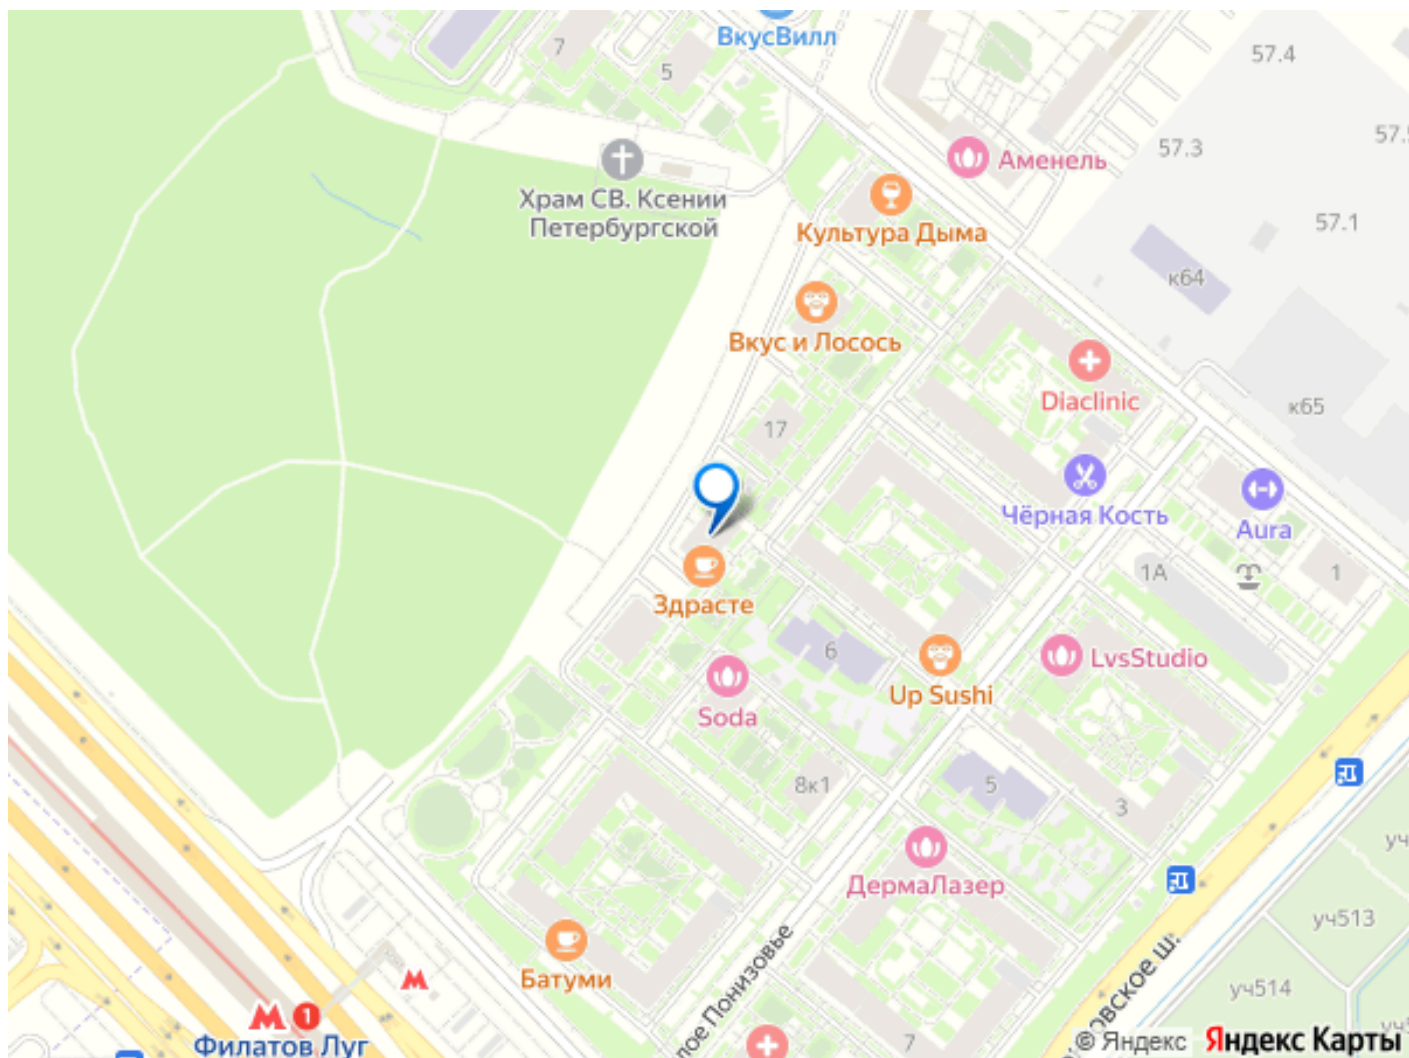 ВкусВилл
7
5
57.4
57.3
57.1
Аменель
Храм СВ. Ксении
Петербургской
Культура Дыма
к64
Вкус и Лосось
Diaclinic
к65
17
Чёрная Кость
Aura
1А
1
Здрасте
6
Up Sushi
LvsStudio
Soda
8к1
5
3
ДермаЛазер
уч513
Батуми
уч514
7
М
М 1
Филатов Луг
© Яндекс Яндекс Карты